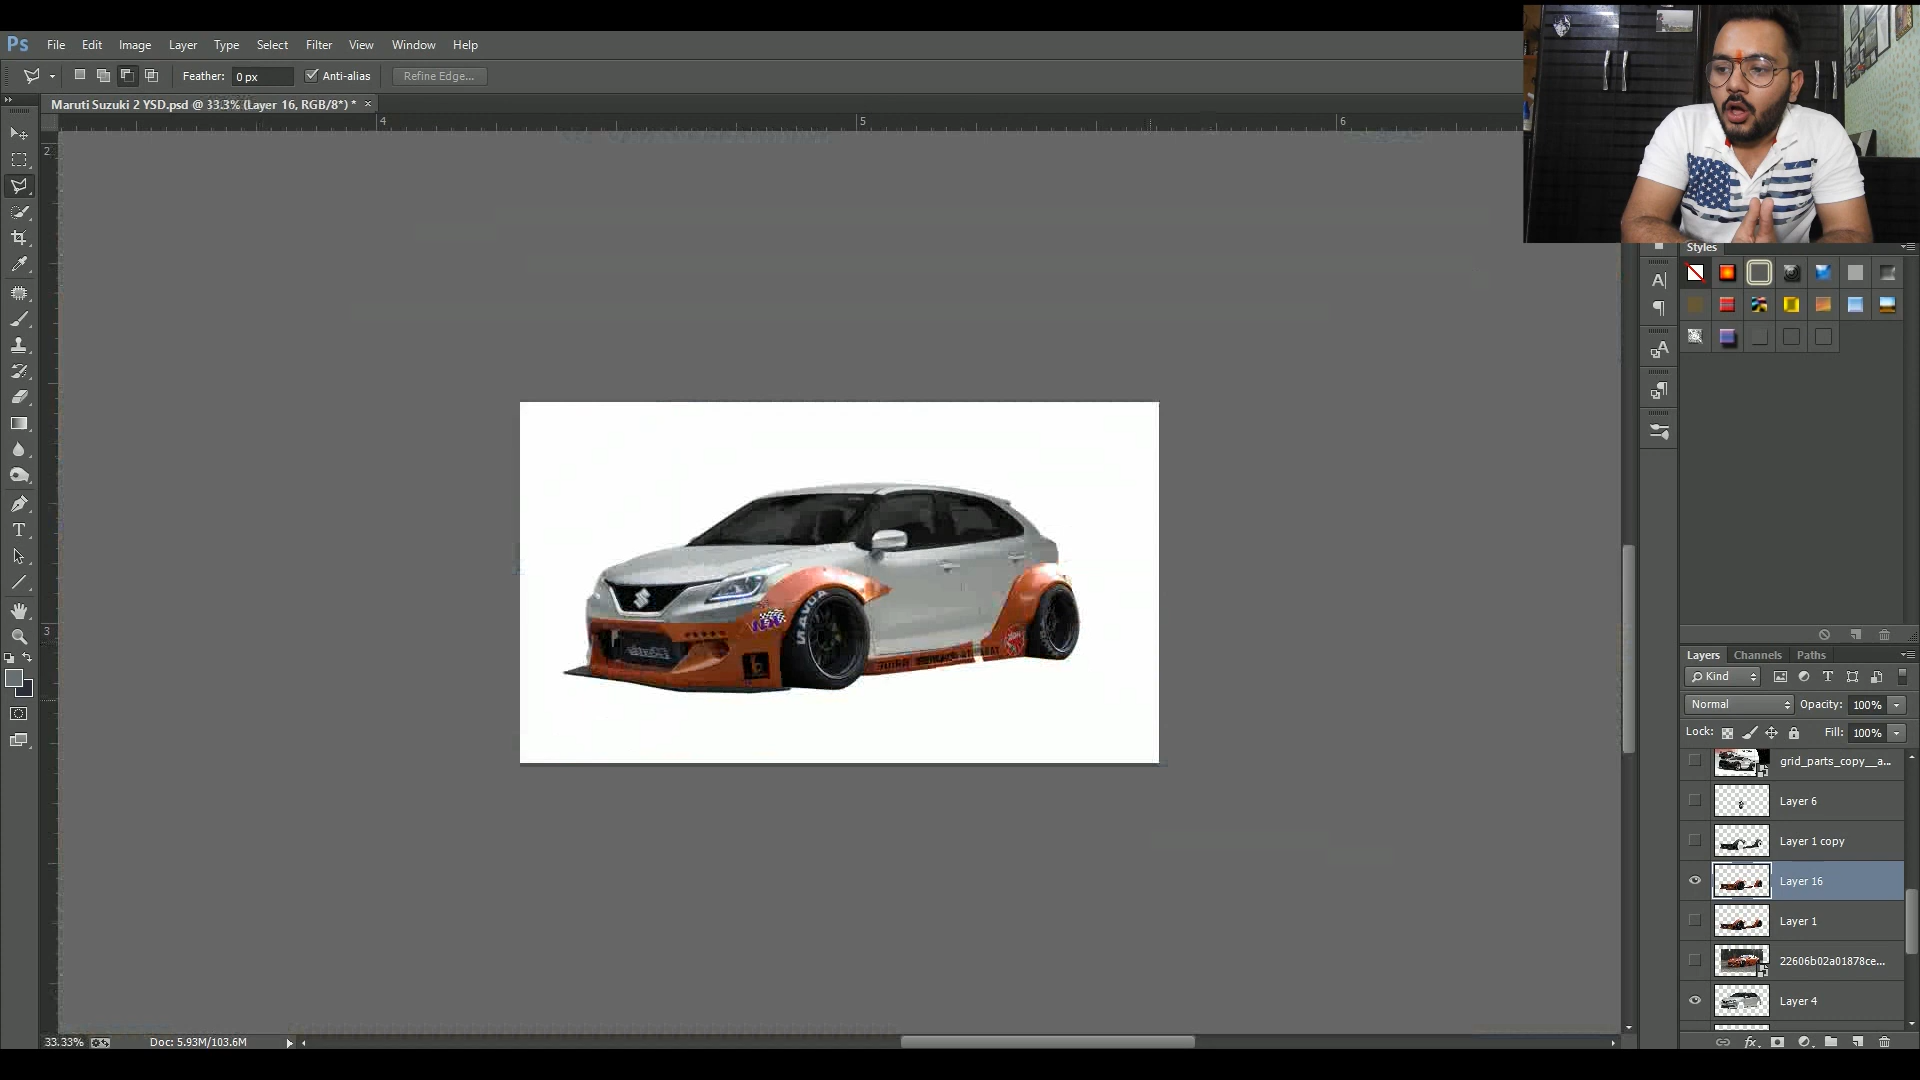 Ps File Edit Image Layer Type Select Filter View Window Help
Feather: 0 px Anti-alias Refine Edge...
Maruti Suzuki 2 YSD.psd @ 33.3% (Layer 16, RGB/8*) * ×
4 5 6
2
3
Styles
Layers Channels Paths
Kind
Normal Opacity: 100%
Lock: Fill: 100%
grid_parts_copy__a...
Layer 6
Layer 1 copy
Layer 16
Layer 1
22606b02a01878ce...
Layer 4
33.33% Doc: 5.93M/103.6M